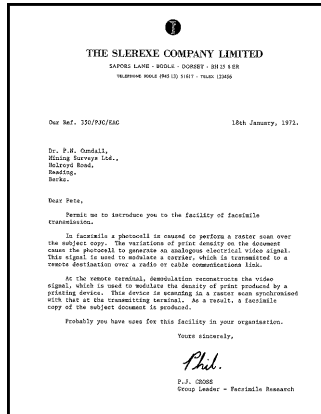 THE SLEREXE COMPANY LIMITED
SAPORS LANE - BOOLE - DORSET - BH 25 8 ER
TELEPHONE BOOLE (945 13) 51617 - TELEX 123456
Our Ref. 350/PJC/EAC 18th January, 1972.
Dr. P.N. Cundall,
Mining Surveys Ltd.,
Holroyd Road,
Reading,
Berks.
Dear Pete,
Permit me to introduce you to the facility of facsimile
transmission.
In facsimile a photocell is caused to perform a raster scan over
the subject copy. The variations of print density on the document
cause the photocell to generate an analogous electrical video signal.
This signal is used to modulate a carrier, which is transmitted to a
remote destination over a radio or cable communications link.
At the remote terminal, demodulation reconstructs the video
signal, which is used to modulate the density of print produced by a
printing device. This device is scanning in a raster scan synchronised
with that at the transmitting terminal. As a result, a facsimile
copy of the subject document is produced.
Probably you have uses for this facility in your organisation.
Yours sincerely,
Phil.
P.J. CROSS
Group Leader - Facsimile Research